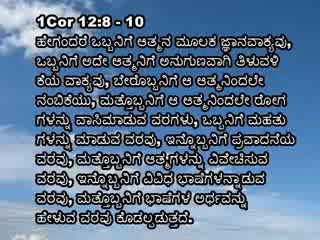 1Cor 12:8 - 10
ಹೇಗಂದರೆ ಒಬ್ಬನಿಗೆ ಆತ್ಮನ ಮೂಲಕ ಜ್ಞಾನವಾಕ್ಯವು,
ಒಬ್ಬನಿಗೆ ಅದೇ ಆತ್ಮನಿಗೆ ಅನುಗುಣವಾಗಿ ತಿಳುವಳಿ
ಕೆಯ ವಾಕ್ಯವು, ಬೇರೊಬ್ಬನಿಗೆ ಆ ಆತ್ಮನಿಂದಲೇ
ನಂಬಿಕೆಯು, ಮತ್ತೊಬ್ಬನಿಗೆ ಆ ಆತ್ಮನಿಂದಲೇ ರೋಗ
ಗಳನ್ನು ವಾಸಿಮಾಡುವ ವರಗಳು, ಒಬ್ಬನಿಗೆ ಮಹತು
ಗಳನ್ನು ಮಾಡುವ ವರವು, ಇನ್ನೊಬ್ಬನಿಗೆ ಪ್ರವಾದನೆಯ
ವರವು, ಮತ್ತೊಬ್ಬನಿಗೆ ಆತ್ಮಗಳನ್ನು ವಿವೇಚಿಸುವ
ವರವು, ಇನ್ನೊಬ್ಬನಿಗೆ ವಿವಿಧ ಭಾಷೆಗಳನ್ನಾಡುವ
ವರವು, ಮತ್ತೊಬ್ಬನಿಗೆ ಭಾಷೆಗಳ ಅರ್ಥವನ್ನು
ಹೇಳುವ ವರವು ಕೊಡಲ್ಪಡುತ್ತದೆ.